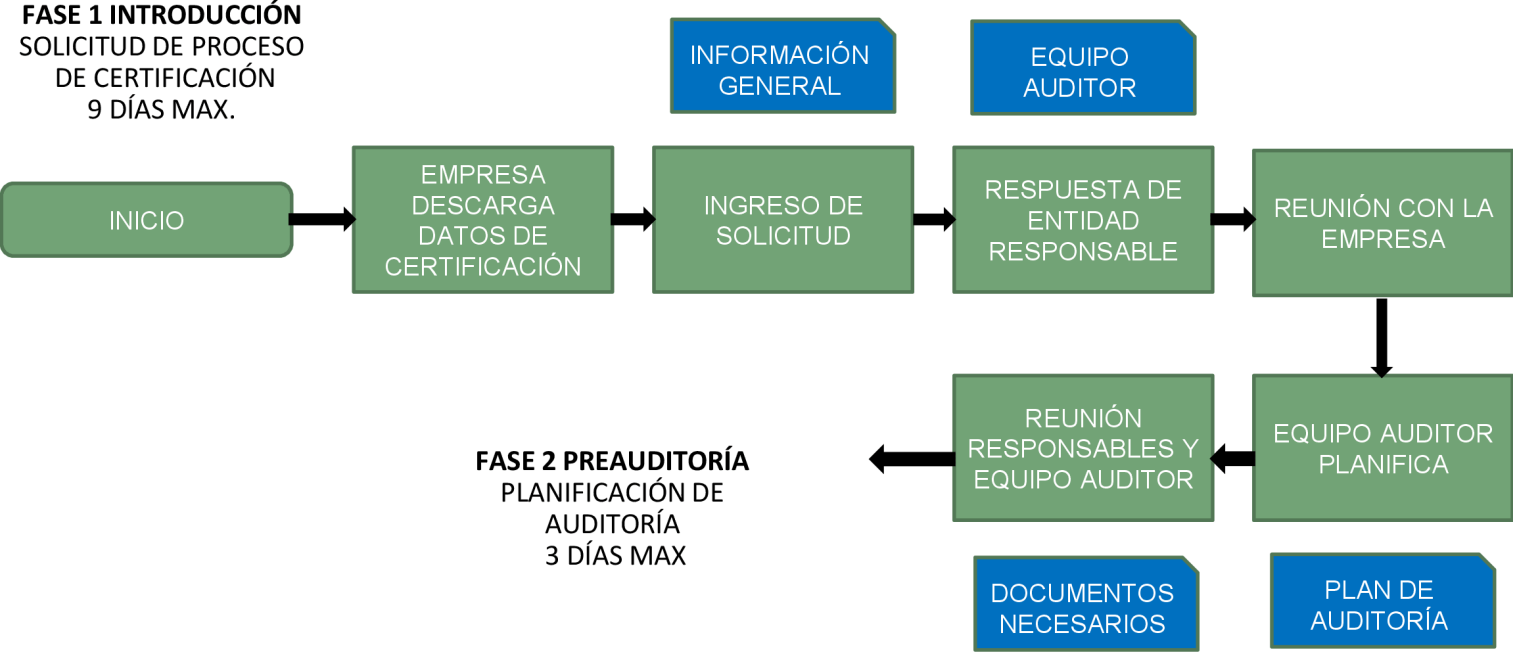 FASE 1 INTRODUCCIÓN
SOLICITUD DE PROCESO
DE CERTIFICACIÓN
9 DÍAS MAX.
INFORMACIÓN
GENERAL
EQUIPO
AUDITOR
INICIO
EMPRESA
DESCARGA
DATOS DE
CERTIFICACIÓN
INGRESO DE
SOLICITUD
RESPUESTA DE
ENTIDAD
RESPONSABLE
REUNIÓN CON LA
EMPRESA
EQUIPO AUDITOR
PLANIFICA
REUNIÓN
RESPONSABLES Y
EQUIPO AUDITOR
FASE 2 PREAUDITORÍA
PLANIFICACIÓN DE
AUDITORÍA
3 DÍAS MAX
DOCUMENTOS
NECESARIOS
PLAN DE
AUDITORÍA